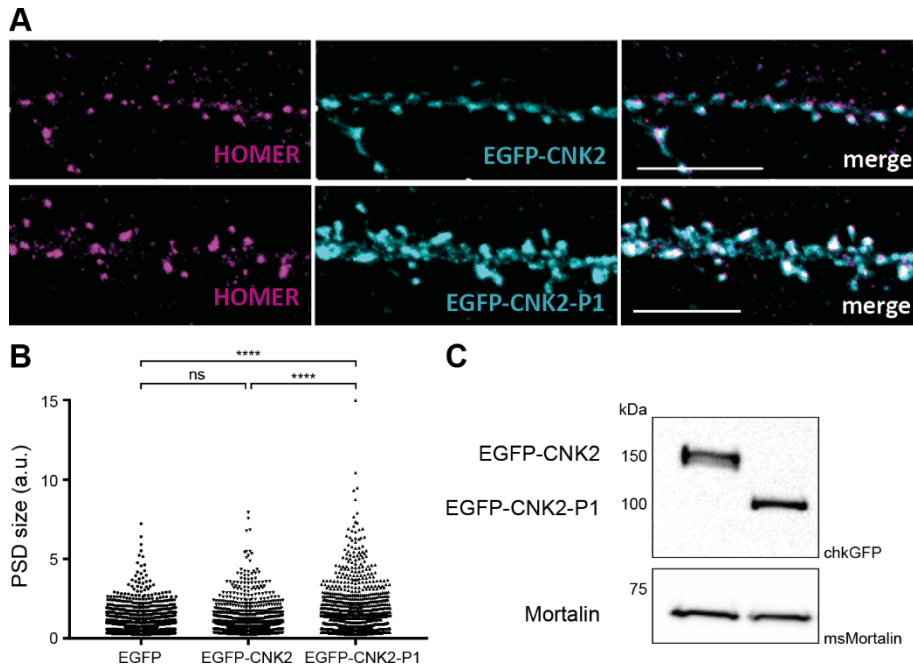 A
HOMER
EGFP-CNK2
merge
HOMER
EGFP-CNK2-P1
merge
B
****
ns
****
15
10
5
0
PSD size (a.u.)
EGFP
EGFP-CNK2
EGFP-CNK2-P1
C
kDa
EGFP-CNK2
150
EGFP-CNK2-P1
100
chkGFP
75
Mortalin
msMortalin